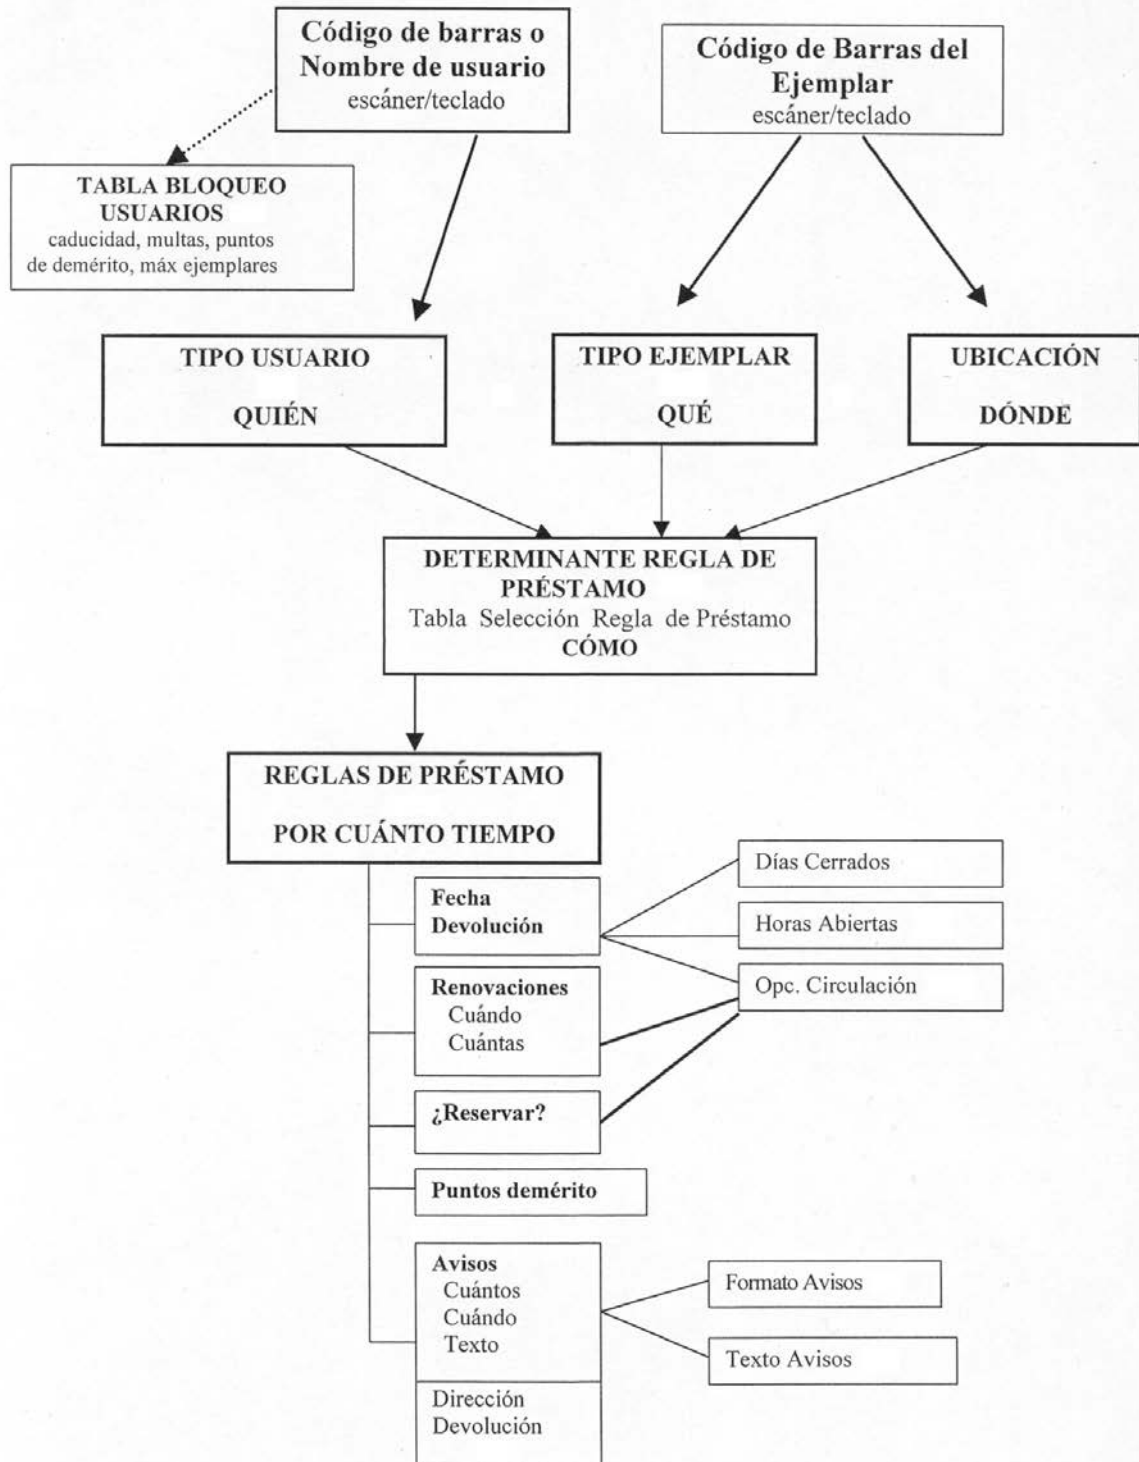 Código de barras o
Nombre de usuario
escáner/teclado
Código de Barras del
Ejemplar
escáner/teclado
TABLA BLOQUEO
USUARIOS
caducidad, multas, puntos
de demérito, máx ejemplares
TIPO USUARIO
QUIÉN
TIPO EJEMPLAR
QUÉ
UBICACIÓN
DÓNDE
DETERMINANTE REGLA DE
PRÉSTAMO
Tabla Selección Regla de Préstamo
CÓMO
REGLAS DE PRÉSTAMO
POR CUÁNTO TIEMPO
Fecha
Devolución
Días Cerrados
Horas Abiertas
Opc. Circulación
Renovaciones
Cuándo
Cuántas
¿Reservar?
Puntos demérito
Avisos
Cuántos
Cuándo
Texto
Formato Avisos
Texto Avisos
Dirección
Devolución